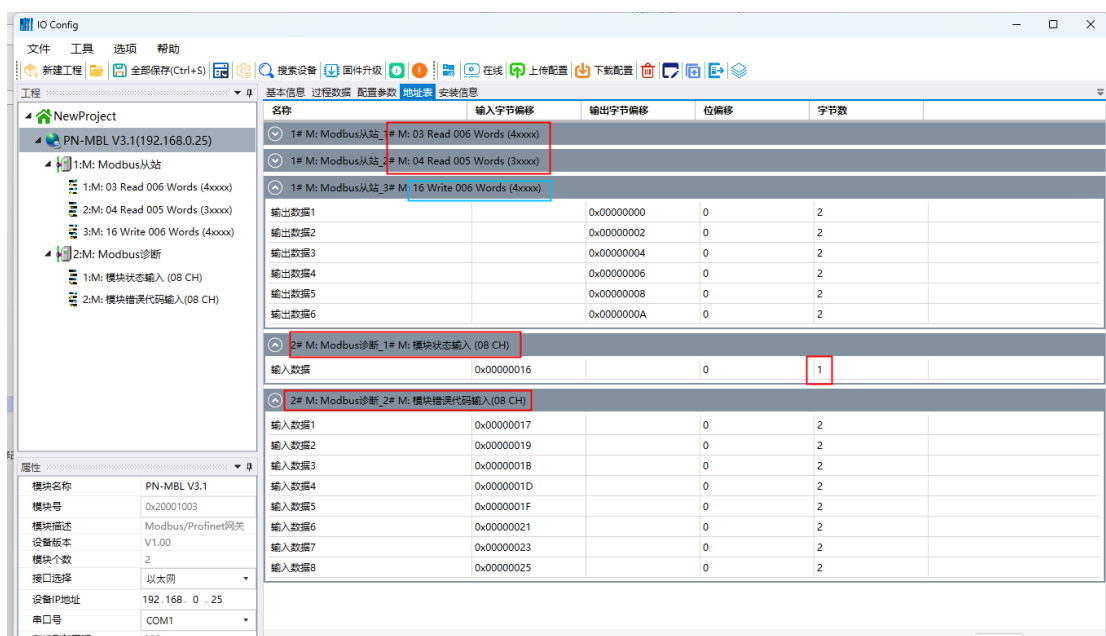 IO Config
文件 工具 选项 帮助
新建工程 全部保存(Ctrl+S) 搜索设备 固件升级 在线 上传配置 下载配置
工程
NewProject
PN-MBL V3.1(192.168.0.25)
1:M: Modbus从站
1:M: 03 Read 006 Words (4xxxx)
2:M: 04 Read 005 Words (3xxxx)
3:M: 16 Write 006 Words (4xxxx)
2:M: Modbus诊断
1:M: 模块状态输入 (08 CH)
2:M: 模块错误代码输入(08 CH)
属性
模块名称 PN-MBL V3.1
模块号 0x20001003
模块描述 Modbus/Profinet网关
设备版本 V1.00
模块个数 2
接口选择 以太网
设备IP地址 192.168. 0 .25
串口号 COM1
基本信息 过程数据 配置参数 地址表 安装信息
名称 输入字节偏移 输出字节偏移 位偏移 字节数
1# M: Modbus从站_1# M: 03 Read 006 Words (4xxxx)
1# M: Modbus从站_2# M: 04 Read 005 Words (3xxxx)
1# M: Modbus从站_3# M: 16 Write 006 Words (4xxxx)
输出数据1 0x00000000 0 2
输出数据2 0x00000002 0 2
输出数据3 0x00000004 0 2
输出数据4 0x00000006 0 2
输出数据5 0x00000008 0 2
输出数据6 0x0000000A 0 2
2# M: Modbus诊断_1# M: 模块状态输入 (08 CH)
输入数据 0x00000016 0 1
2# M: Modbus诊断_2# M: 模块错误代码输入(08 CH)
输入数据1 0x00000017 0 2
输入数据2 0x00000019 0 2
输入数据3 0x0000001B 0 2
输入数据4 0x0000001D 0 2
输入数据5 0x0000001F 0 2
输入数据6 0x00000021 0 2
输入数据7 0x00000023 0 2
输入数据8 0x00000025 0 2